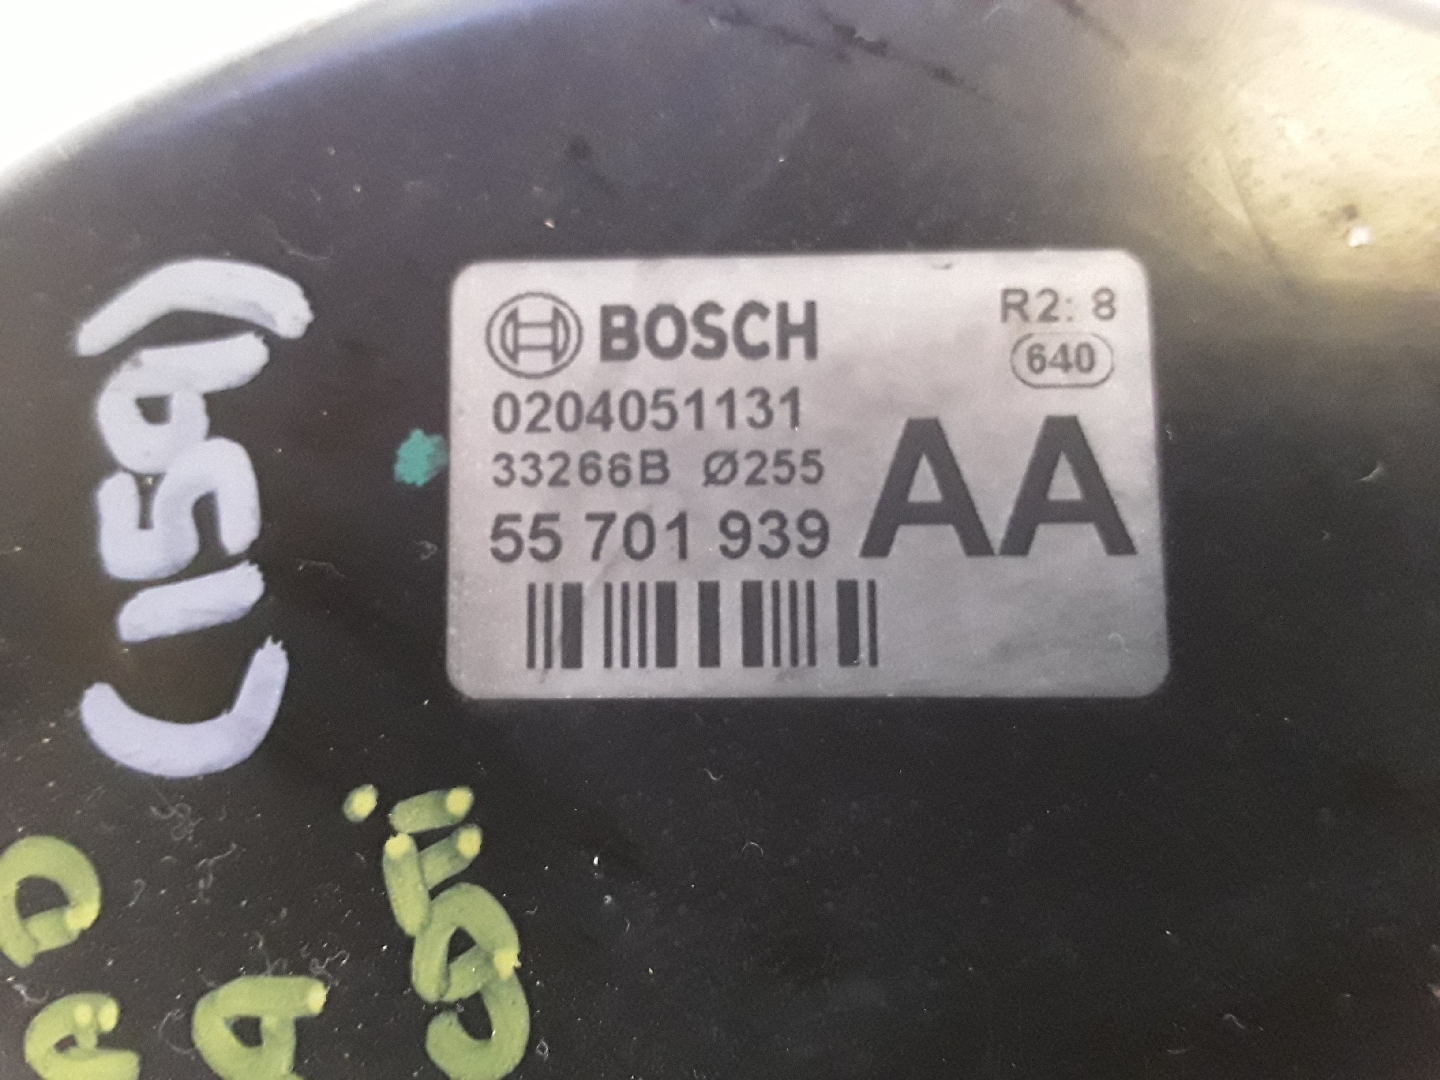 BOSCH
R2: 8
640
0204051131
33266B Ø255
55 701 939
AA
(159)